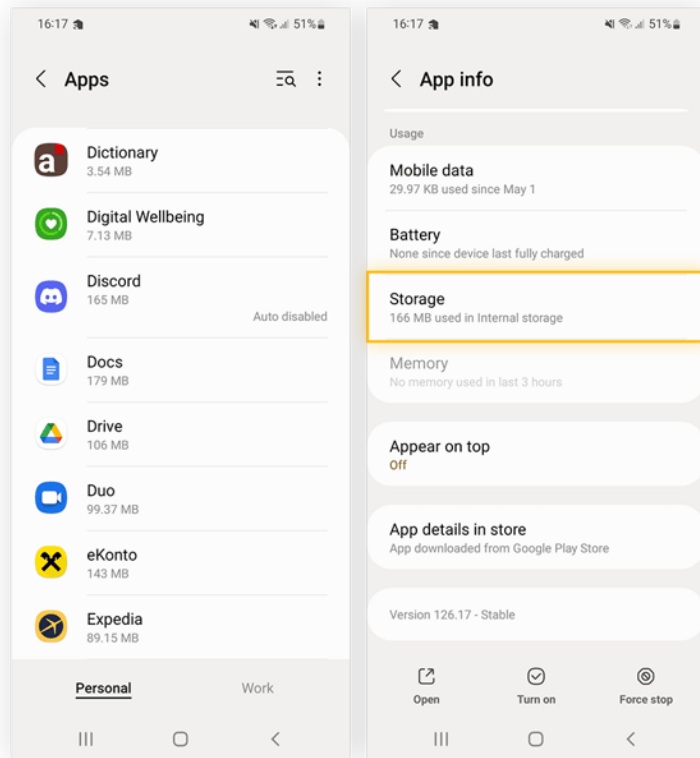 16:17
51%
Apps
Dictionary
3.54 MB
Digital Wellbeing
7.13 MB
Discord
165 MB
Auto disabled
Docs
179 MB
Drive
106 MB
Duo
99.37 MB
eKonto
143 MB
Expedia
89.15 MB
Personal
Work
16:17
51%
App info
Usage
Mobile data
29.97 KB used since May 1
Battery
None since device last fully charged
Storage
166 MB used in Internal storage
Memory
No memory used in last 3 hours
Appear on top
Off
App details in store
App downloaded from Google Play Store
Version 126.17 - Stable
Open
Turn on
Force stop